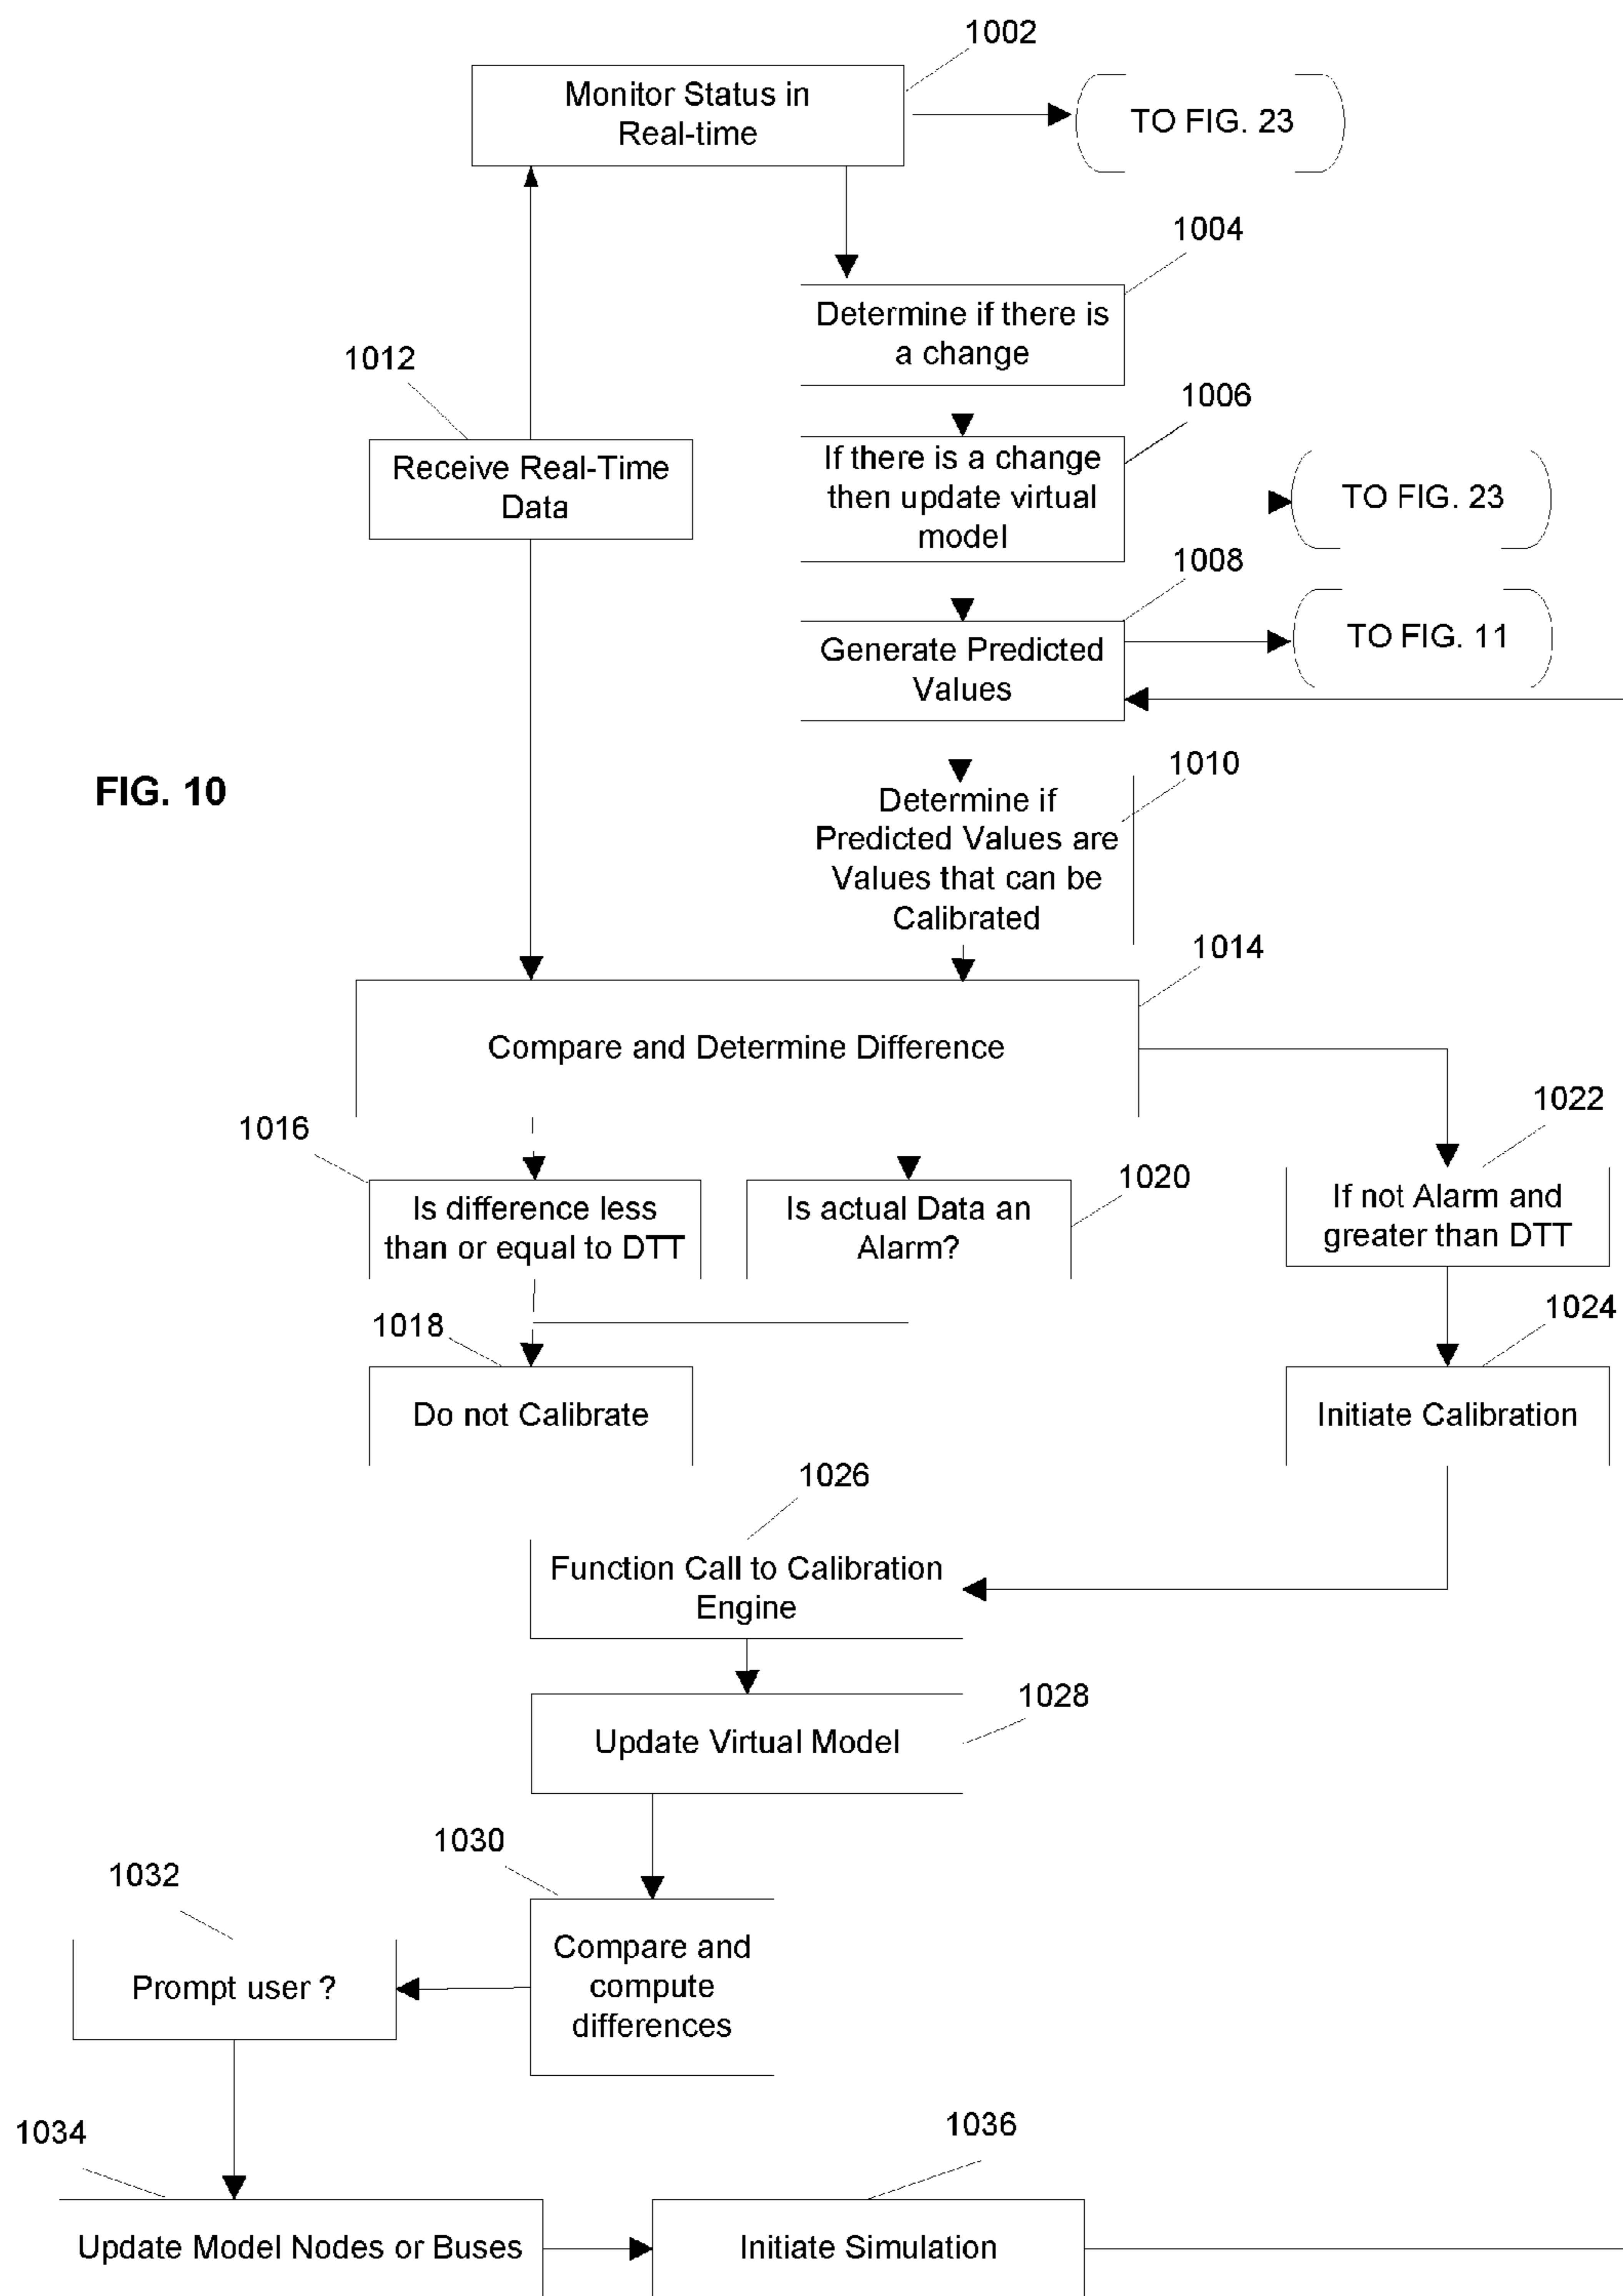 1002
Monitor Status in
Real-time
TO FIG. 23
1004
Determine if there is
a change
1012
Receive Real-Time
Data
1006
If there is a change
then update virtual
model
TO FIG. 23
1008
Generate Predicted
Values
TO FIG. 11
FIG. 10
1010
Determine if
Predicted Values are
Values that can be
Calibrated
1014
Compare and Determine Difference
1016
Is difference less
than or equal to DTT
1020
Is actual Data an
Alarm?
1022
If not Alarm and
greater than DTT
1018
Do not Calibrate
1024
Initiate Calibration
1026
Function Call to Calibration
Engine
1028
Update Virtual Model
1030
Compare and
compute
differences
1032
Prompt user ?
1034
Update Model Nodes or Buses
1036
Initiate Simulation